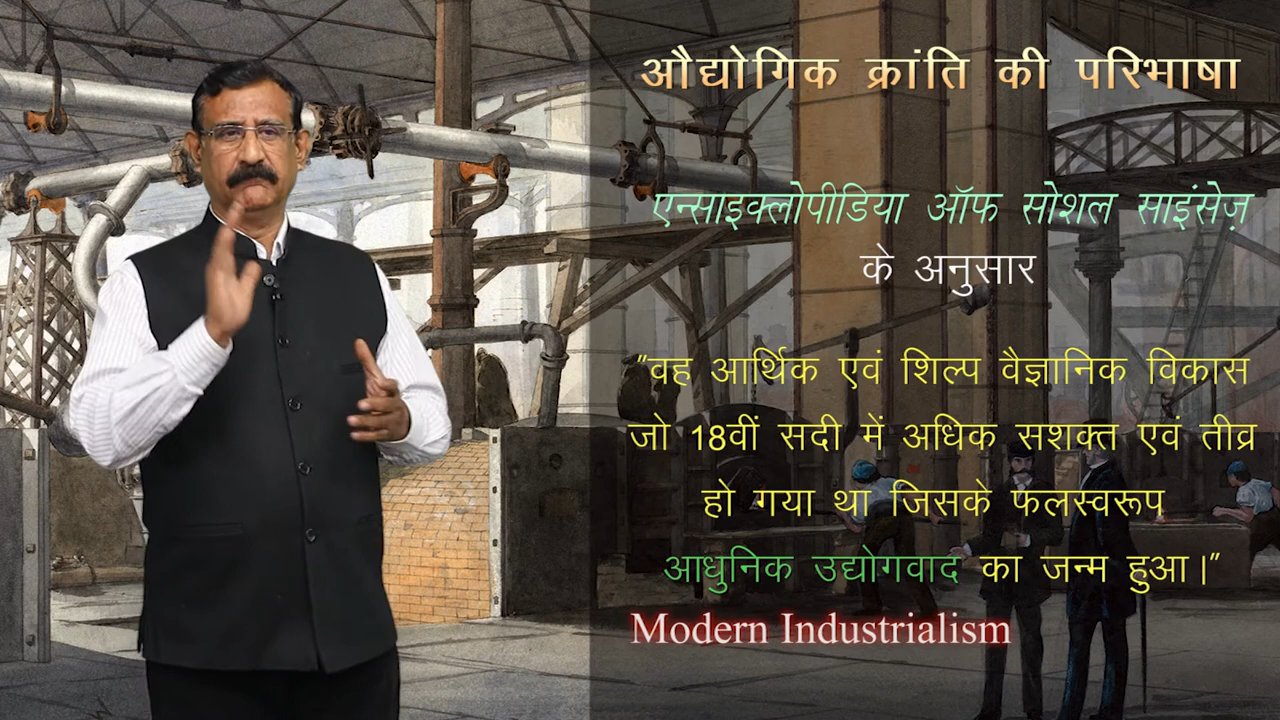 औद्योगिक क्रांति की परिभाषा
एन्साइक्लोपीडिया ऑफ सोशल साइंसेज़
के अनुसार
"वह आर्थिक एवं शिल्प वैज्ञानिक विकास
जो 18वीं सदी में अधिक सशक्त एवं तीव्र
हो गया था जिसके फलस्वरूप
आधुनिक उद्योगवाद का जन्म हुआ।"
Modern Industrialism